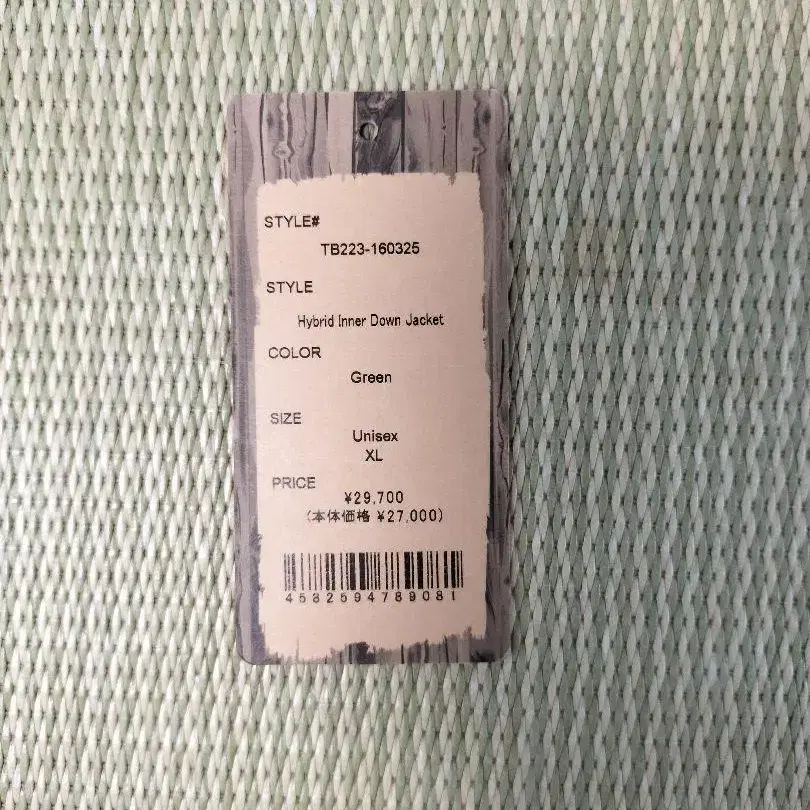 STYLE#
TB223-160325
STYLE
Hybrid Inner Down Jacket
COLOR
Green
SIZE
Unisex
XL
PRICE
¥29,700
(本体価格 ¥27,000)
4582594789081